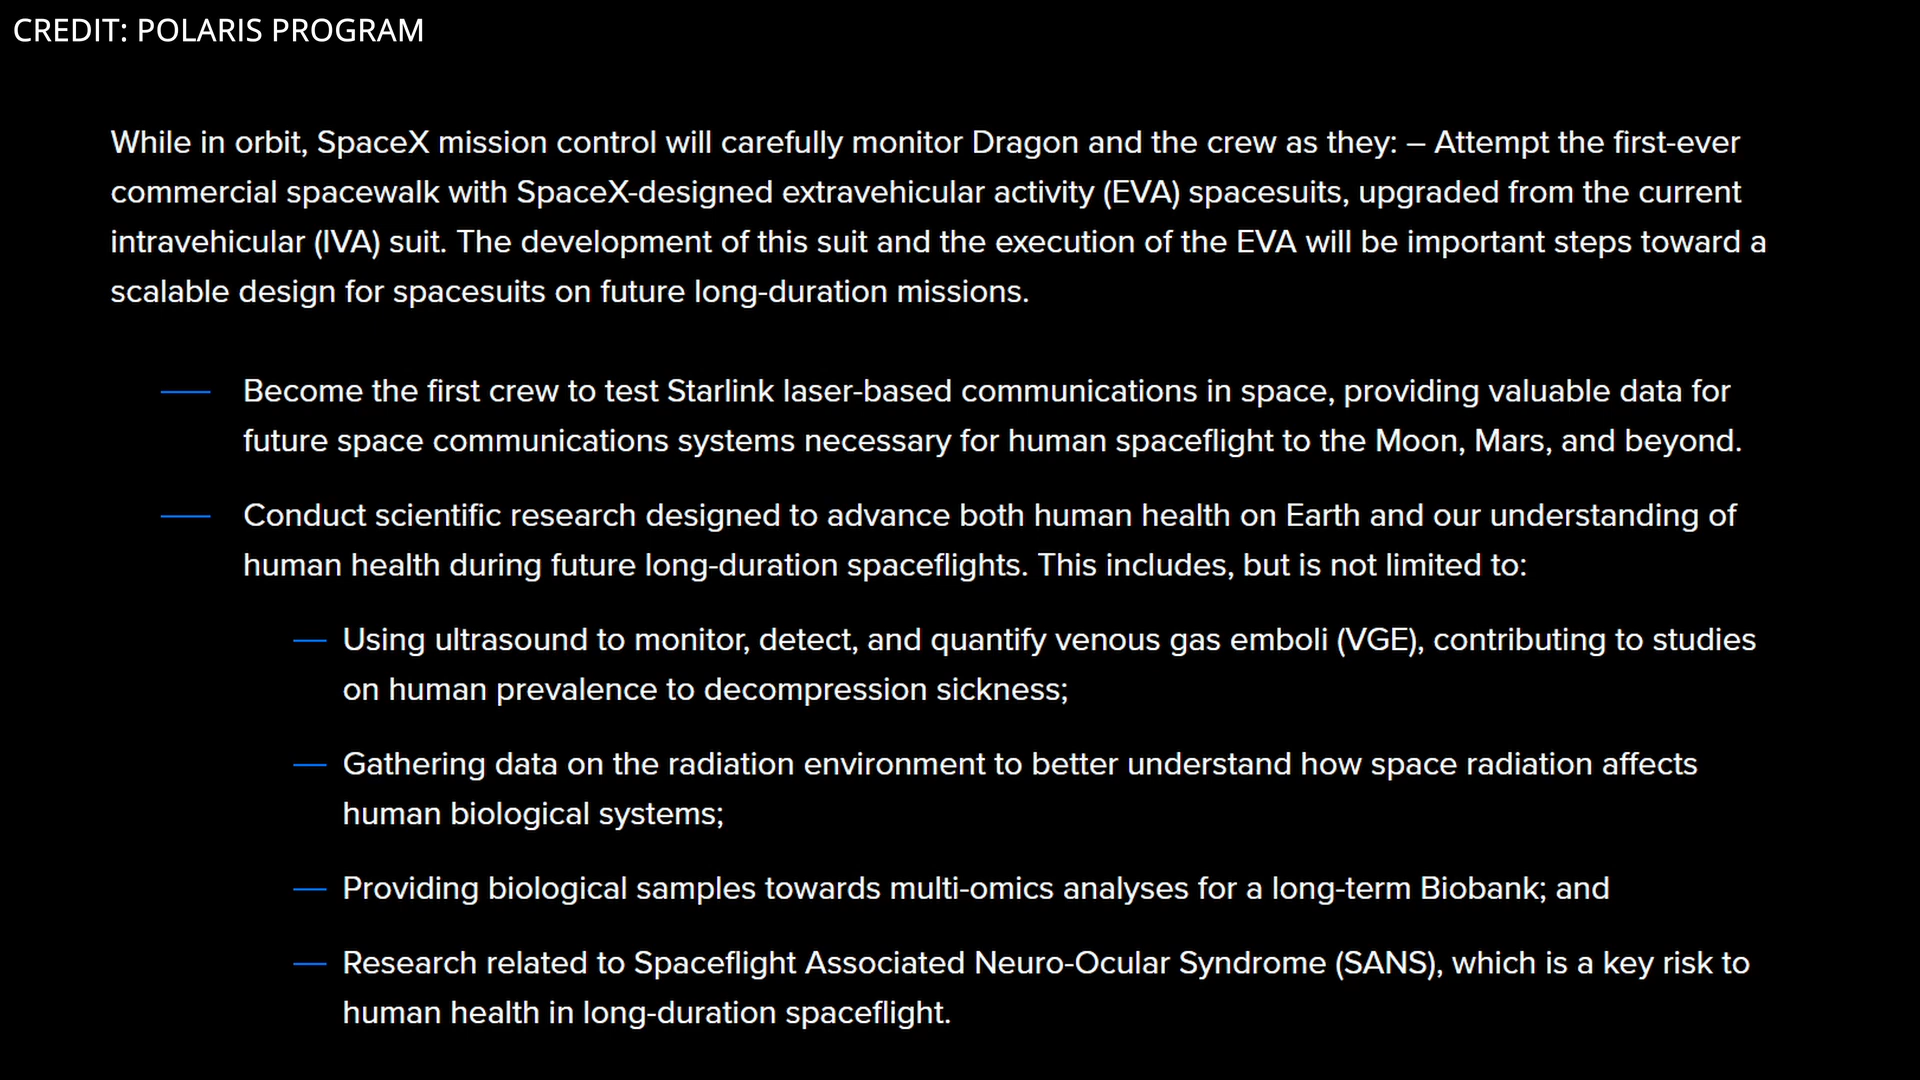 CREDIT: POLARIS PROGRAM
While in orbit, SpaceX mission control will carefully monitor Dragon and the crew as they: – Attempt the first-ever
commercial spacewalk with SpaceX-designed extravehicular activity (EVA) spacesuits, upgraded from the current
intravehicular (IVA) suit. The development of this suit and the execution of the EVA will be important steps toward a
scalable design for spacesuits on future long-duration missions.
Become the first crew to test Starlink laser-based communications in space, providing valuable data for
future space communications systems necessary for human spaceflight to the Moon, Mars, and beyond.
Conduct scientific research designed to advance both human health on Earth and our understanding of
human health during future long-duration spaceflights. This includes, but is not limited to:
Using ultrasound to monitor, detect, and quantify venous gas emboli (VGE), contributing to studies
on human prevalence to decompression sickness;
Gathering data on the radiation environment to better understand how space radiation affects
human biological systems;
Providing biological samples towards multi-omics analyses for a long-term Biobank; and
Research related to Spaceflight Associated Neuro-Ocular Syndrome (SANS), which is a key risk to
human health in long-duration spaceflight.